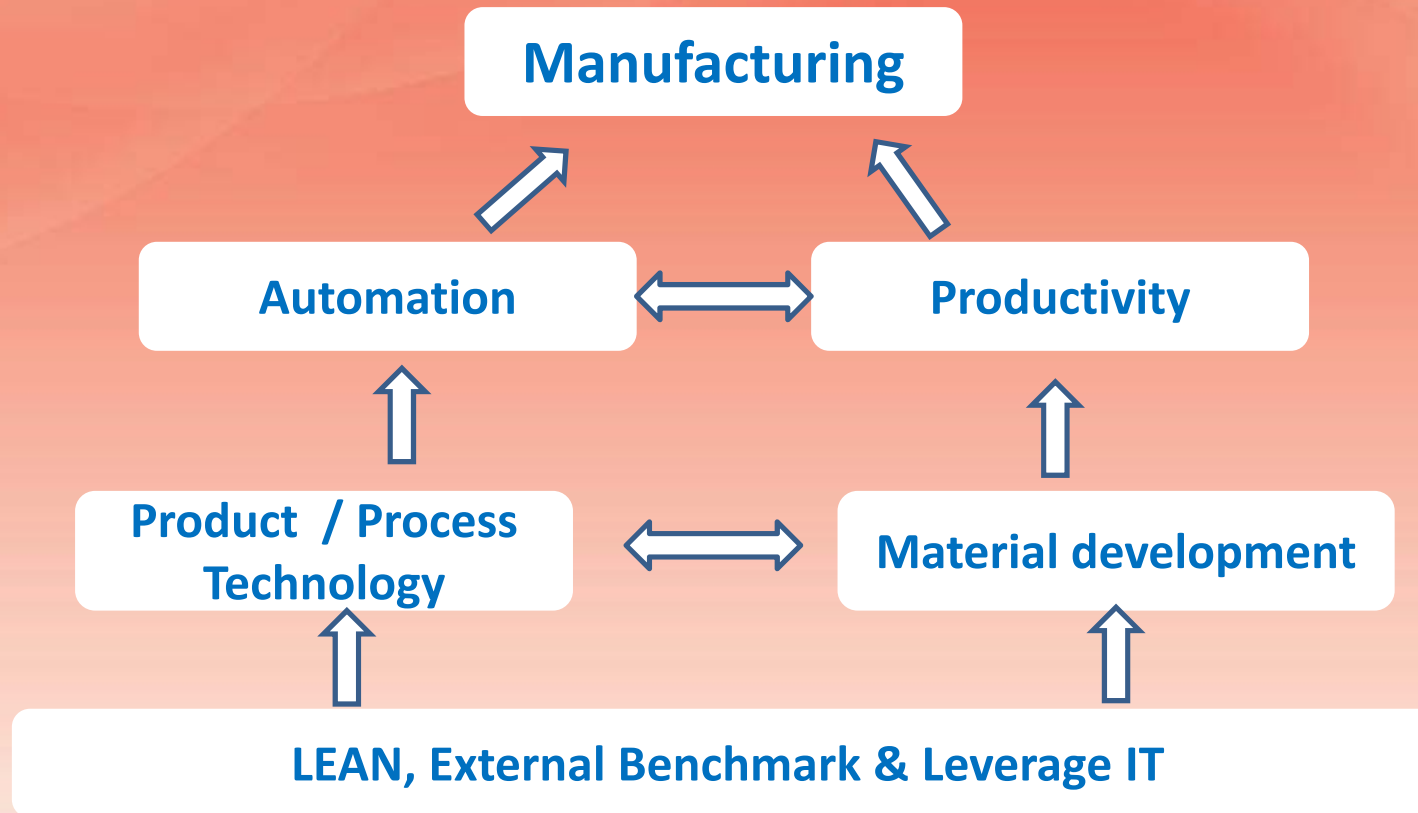 Manufacturing
Automation
Productivity
Product / Process
Technology
Material development
LEAN, External Benchmark & Leverage IT